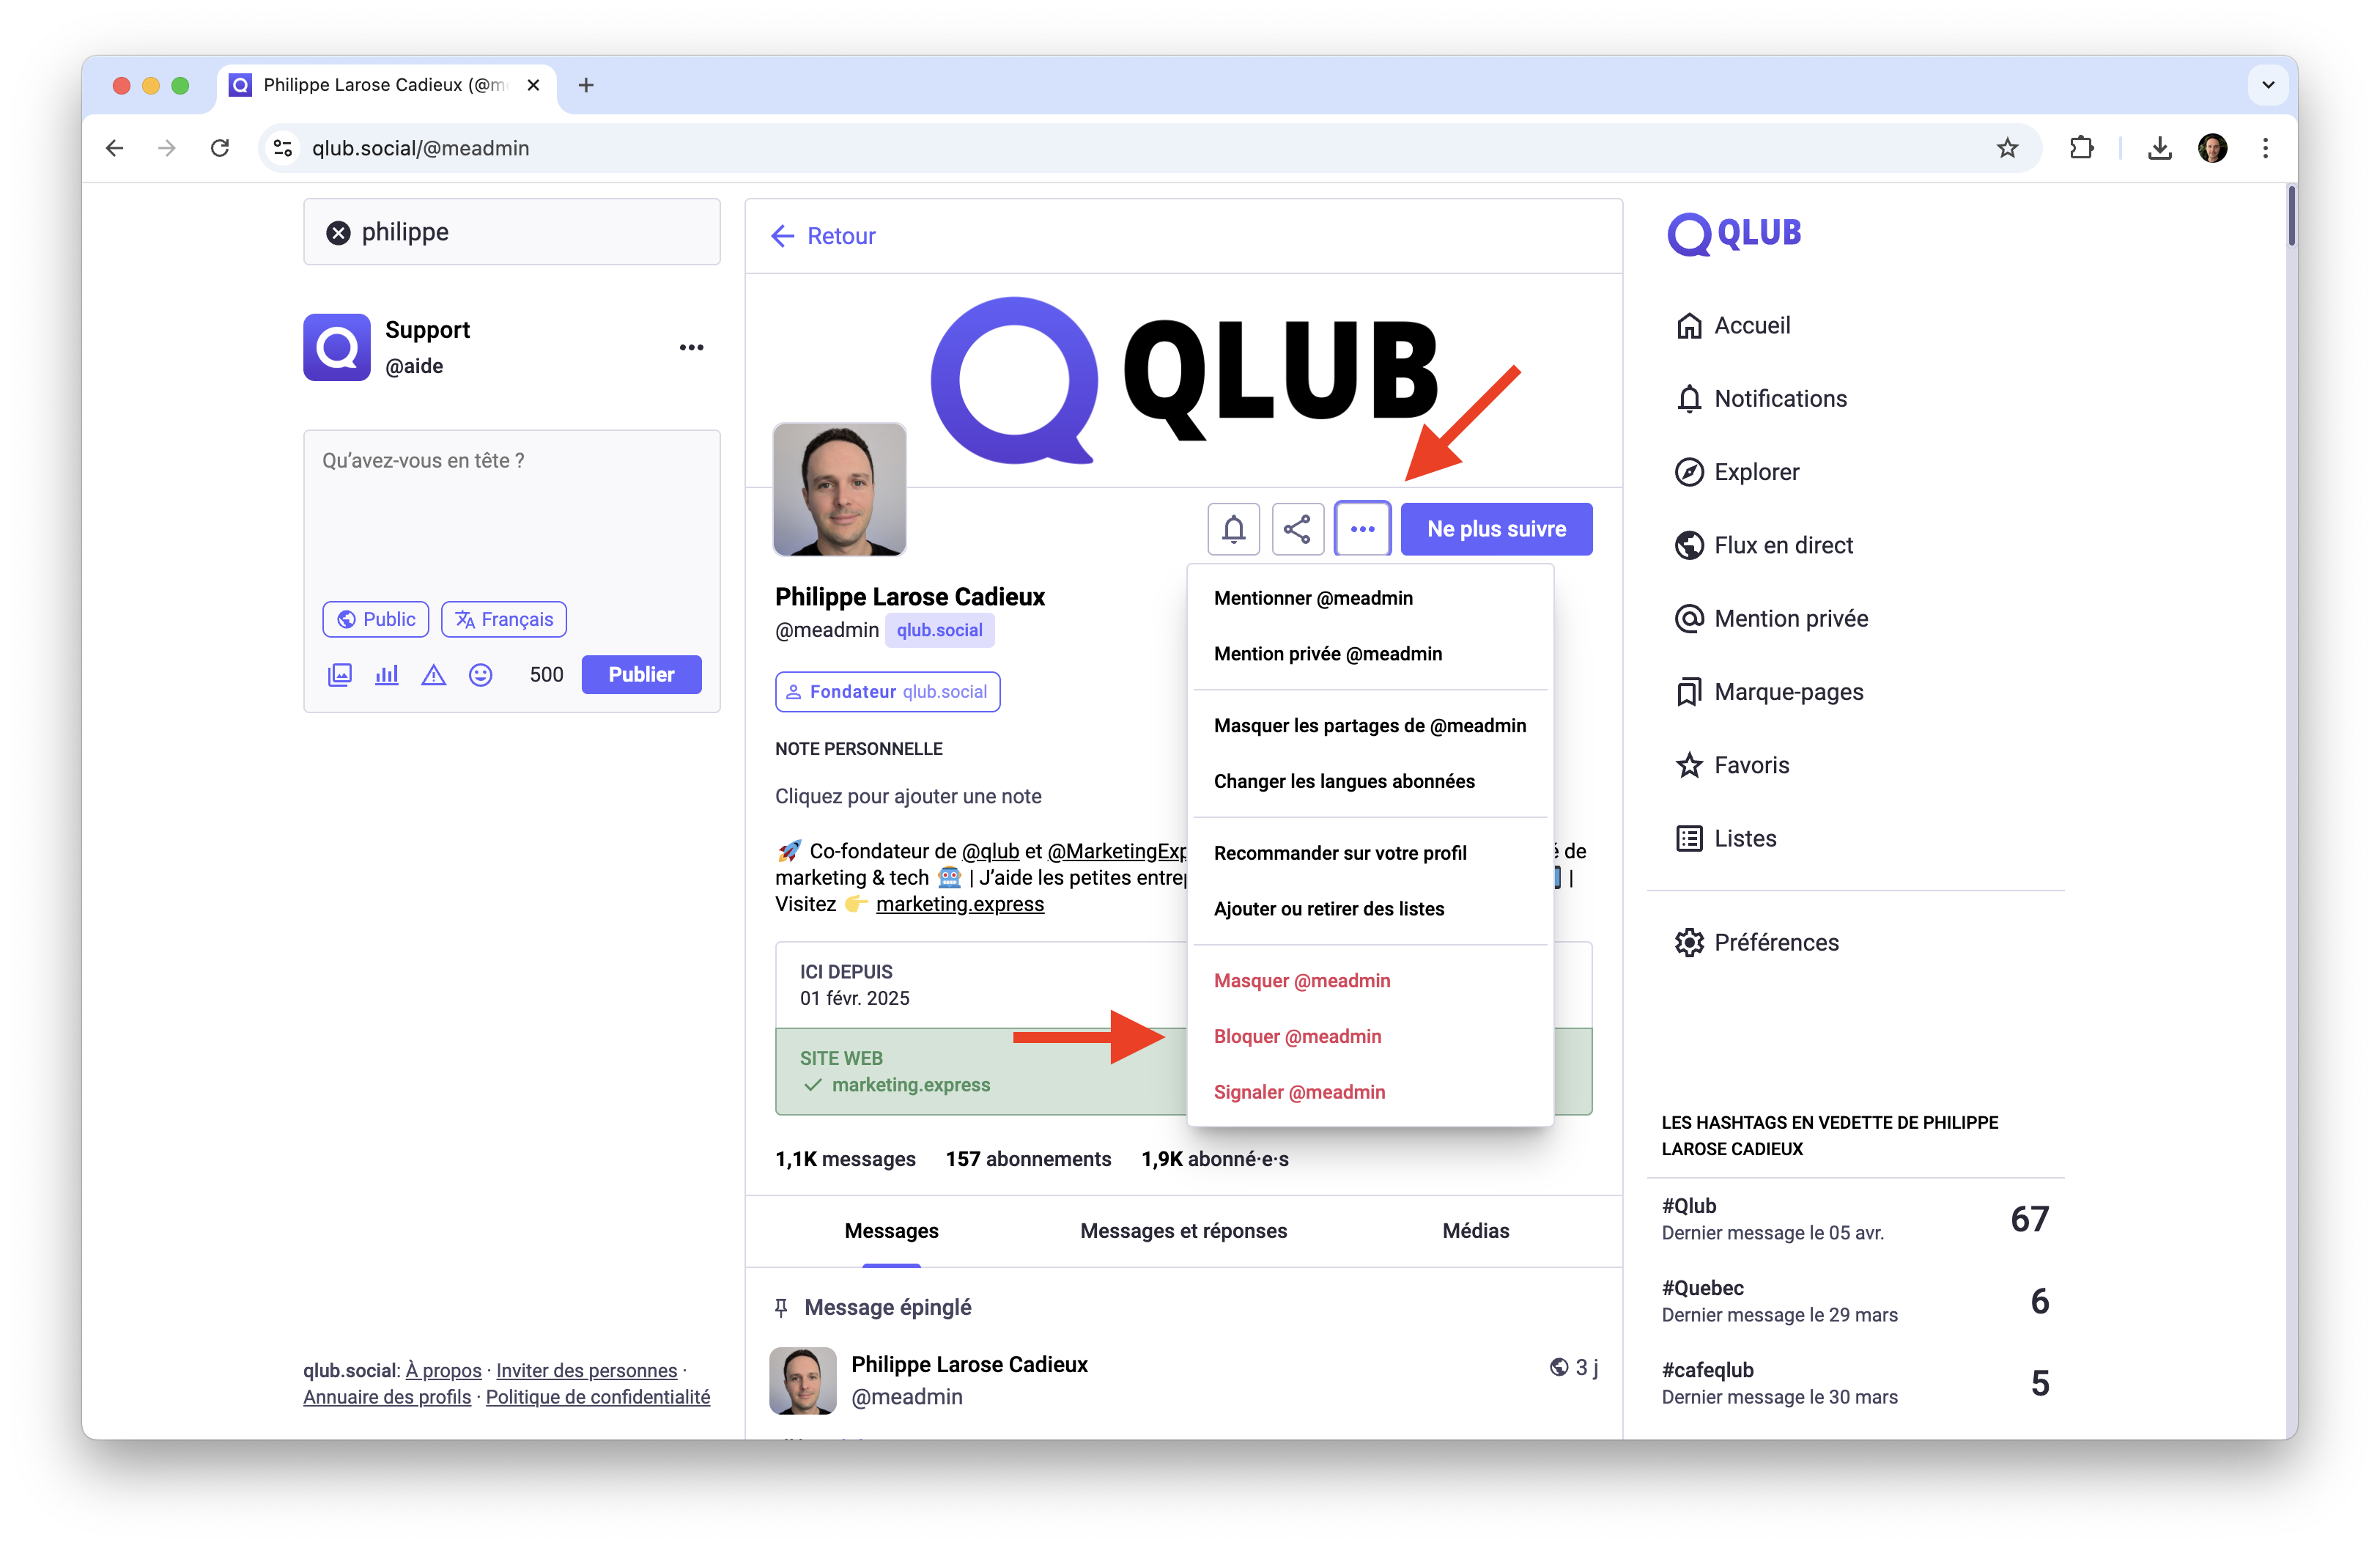 Philippe Larose Cadieux (@m
qlub.social/@meadmin
philippe
Support
@aide
Qu’avez-vous en tête ?
Public
Français
500
Publier
qlub.social: À propos · Inviter des personnes ·
Annuaire des profils · Politique de confidentialité
Retour
QLUB
Ne plus suivre
Philippe Larose Cadieux
@meadmin qlub.social
Fondateur qlub.social
NOTE PERSONNELLE
Cliquez pour ajouter une note
🚀 Co-fondateur de @qlub et @MarketingExp é de
marketing & tech 🤖 | J’aide les petites entrep |
Visitez 👉 marketing.express
ICI DEPUIS
01 févr. 2025
SITE WEB
marketing.express
Mentionner @meadmin
Mention privée @meadmin
Masquer les partages de @meadmin
Changer les langues abonnées
Recommander sur votre profil
Ajouter ou retirer des listes
Masquer @meadmin
Bloquer @meadmin
Signaler @meadmin
1,1K messages 157 abonnements 1,9K abonné·e·s
Messages
Messages et réponses
Médias
Message épinglé
Philippe Larose Cadieux
@meadmin
3 j
QLUB
Accueil
Notifications
Explorer
Flux en direct
Mention privée
Marque-pages
Favoris
Listes
Préférences
LES HASHTAGS EN VEDETTE DE PHILIPPE
LAROSE CADIEUX
#Qlub
Dernier message le 05 avr.
67
#Quebec
Dernier message le 29 mars
6
#cafeqlub
Dernier message le 30 mars
5